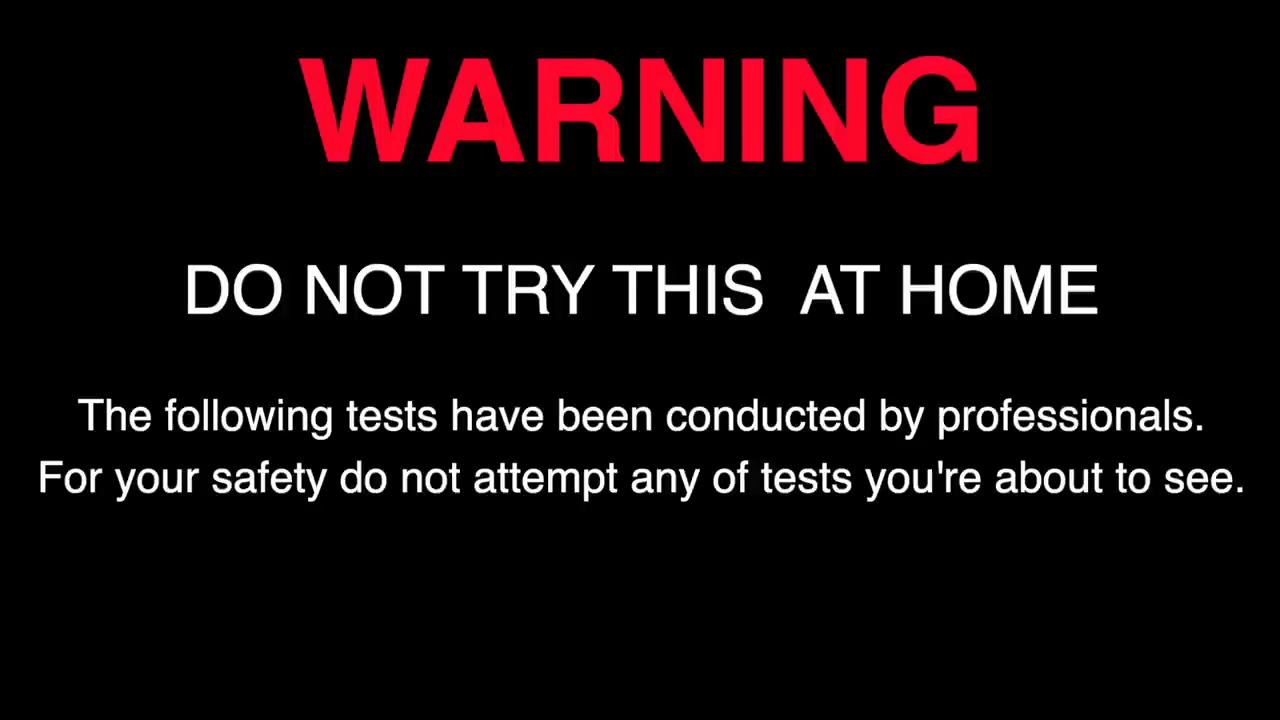 WARNING
DO NOT TRY THIS  AT HOME
The following tests have been conducted by professionals.
For your safety do not attempt any of tests you're about to see.